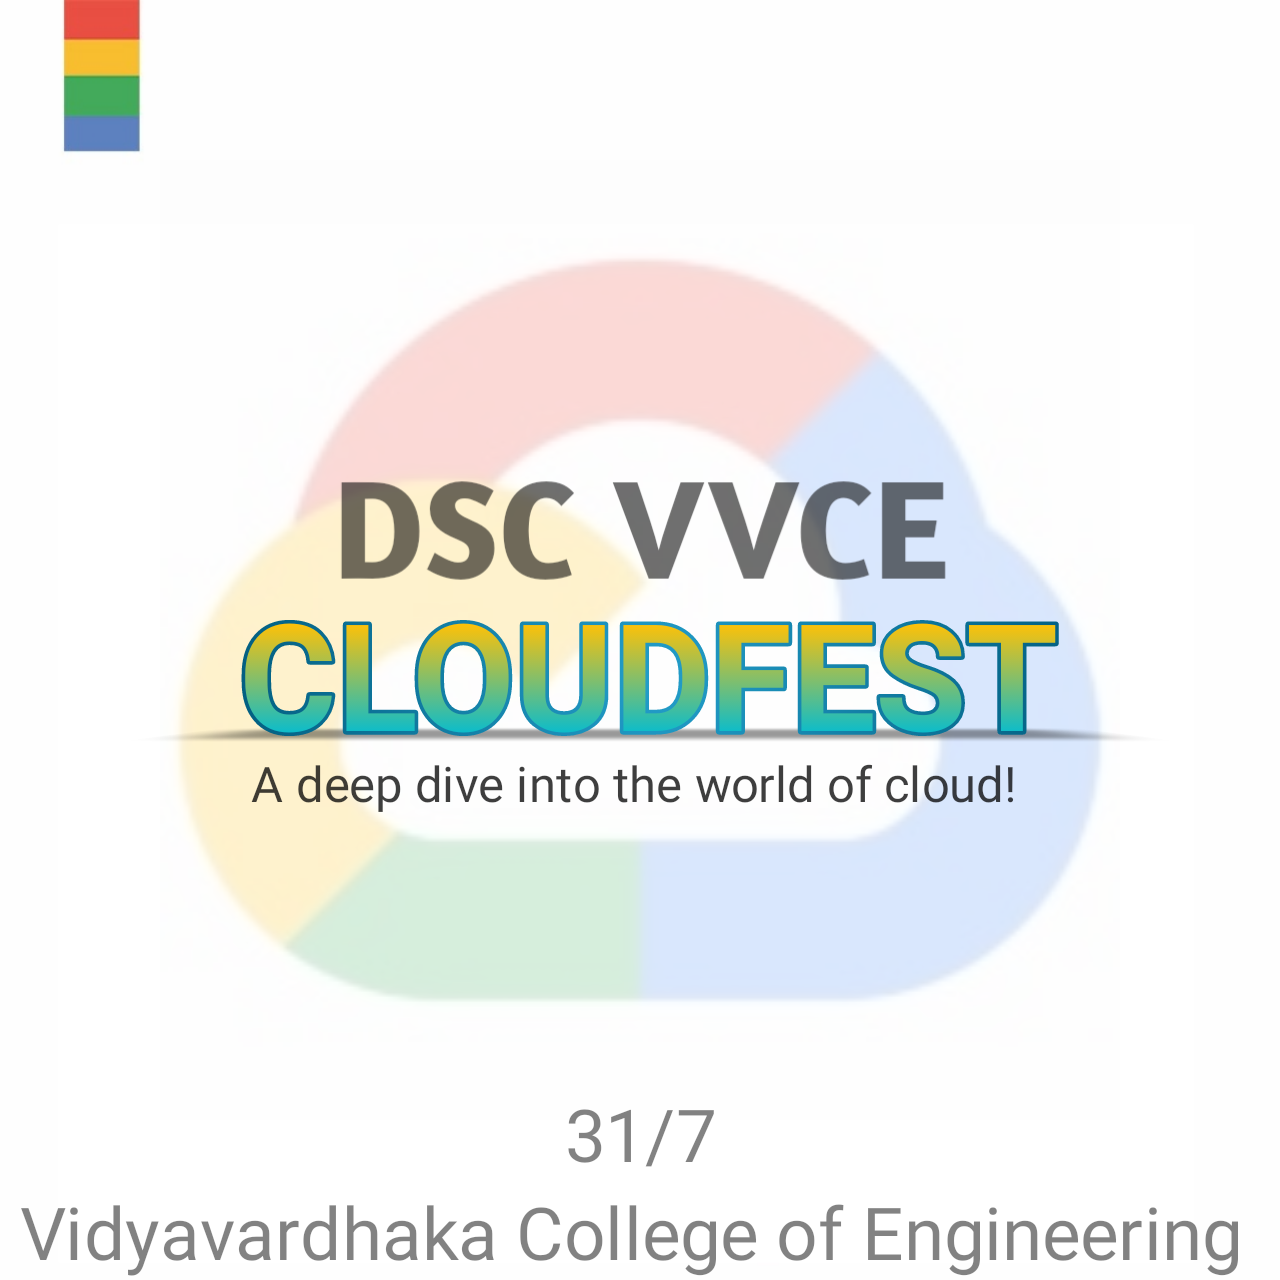 DSC VVCE
CLOUDFEST
A deep dive into the world of cloud!
31/7
Vidyavardhaka College of Engineering